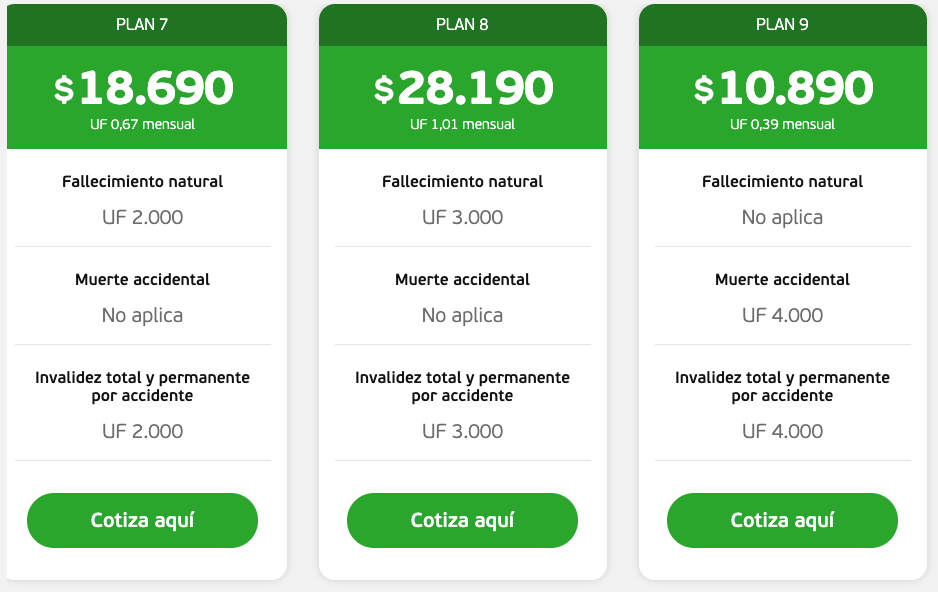 PLAN 7
$18.690
UF 0,67 mensual
Fallecimiento natural
UF 2.000
Muerte accidental
No aplica
Invalidez total y permanente
por accidente
UF 2.000
Cotiza aquí
PLAN 8
$28.190
UF 1,01 mensual
Fallecimiento natural
UF 3.000
Muerte accidental
No aplica
Invalidez total y permanente
por accidente
UF 3.000
Cotiza aquí
PLAN 9
$10.890
UF 0,39 mensual
Fallecimiento natural
No aplica
Muerte accidental
UF 4.000
Invalidez total y permanente
por accidente
UF 4.000
Cotiza aquí